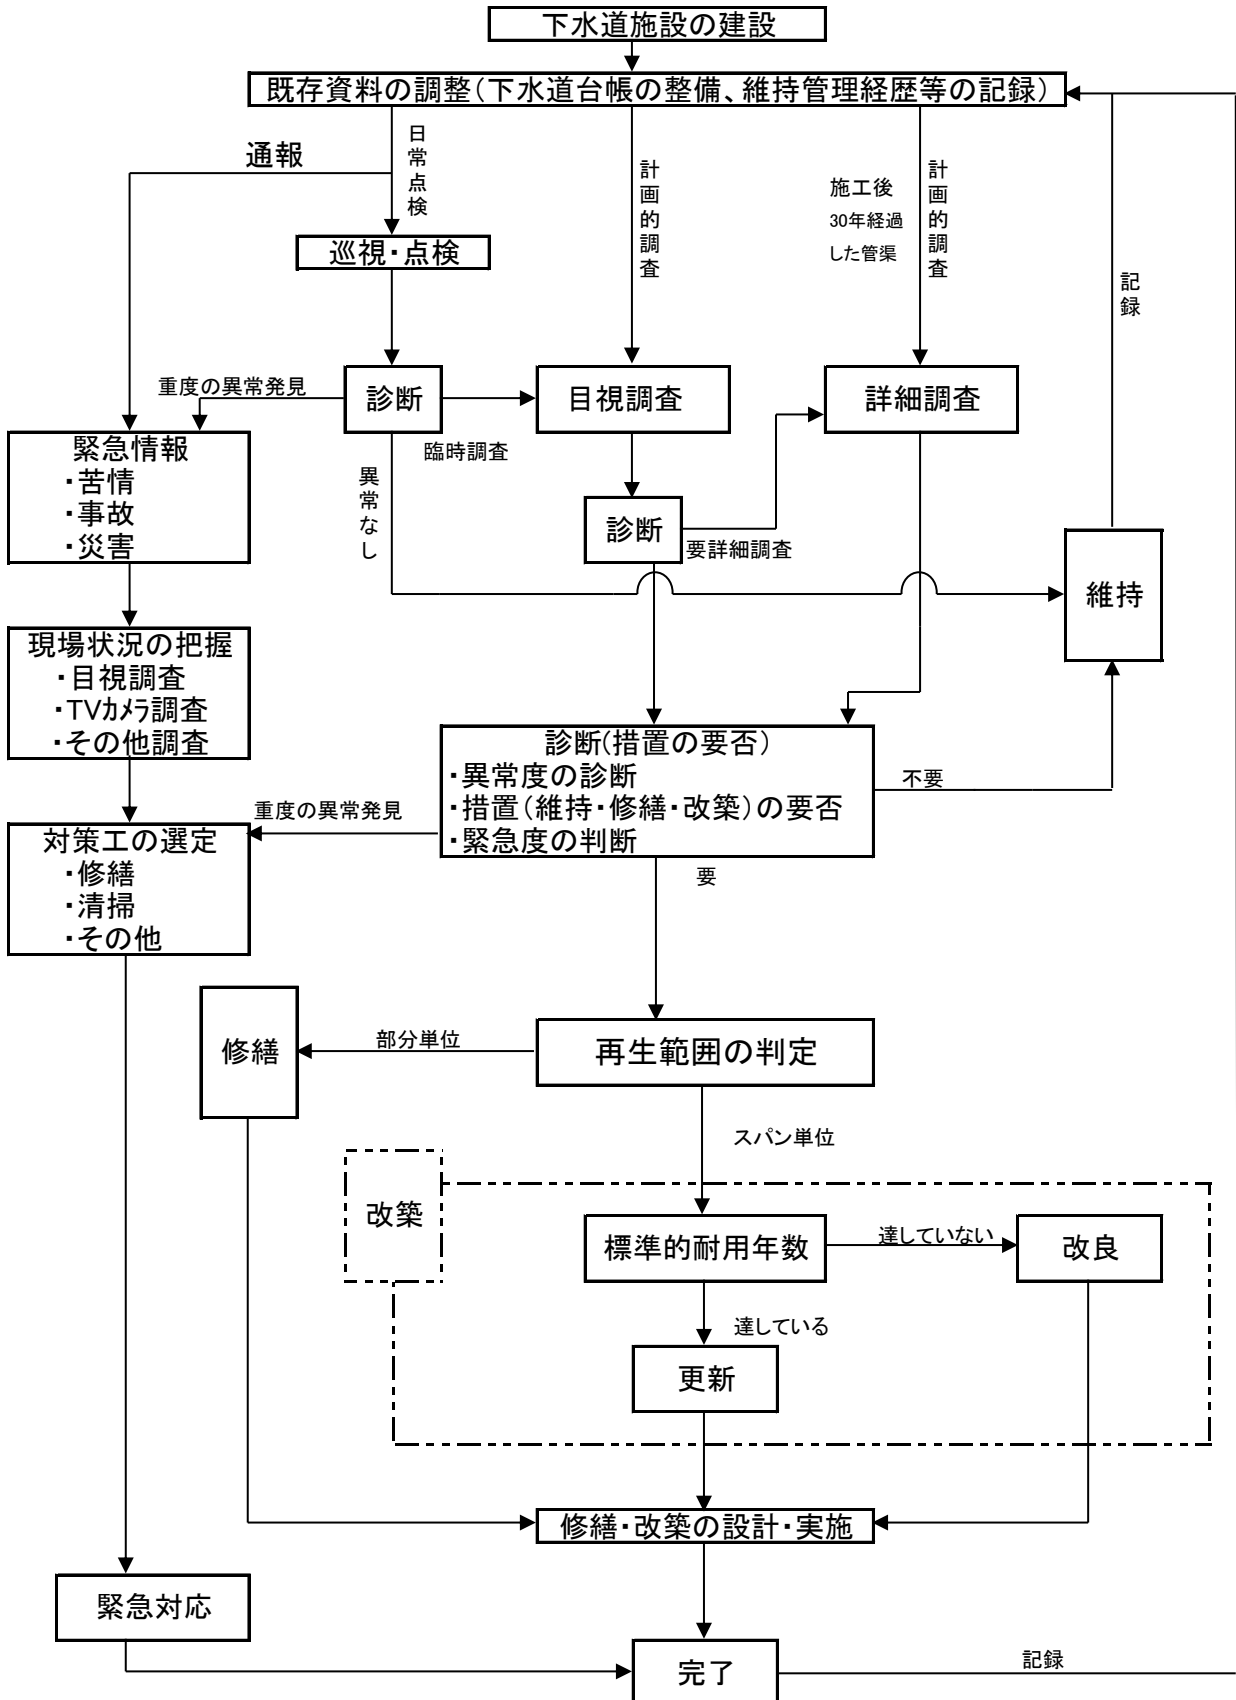 下水道施設の建設
既存資料の調整(下水道台帳の整備、維持管理経歴等の記録)
通報
日常点検
計画的調査
施工後
30年経過
した管渠
計画的調査
記録
巡視・点検
重度の異常発見
診断
臨時調査
目視調査
詳細調査
緊急情報
・苦情
・事故
・災害
異常なし
診断
要詳細調査
維持
現場状況の把握
・目視調査
・TVカメラ調査
・その他調査
診断(措置の要否)
・異常度の診断
・措置(維持・修繕・改築)の要否
・緊急度の判断
不要
重度の異常発見
要
対策工の選定
・修繕
・清掃
・その他
修繕
部分単位
再生範囲の判定
スパン単位
改築
標準的耐用年数
達していない
改良
達している
更新
修繕・改築の設計・実施
緊急対応
完了
記録